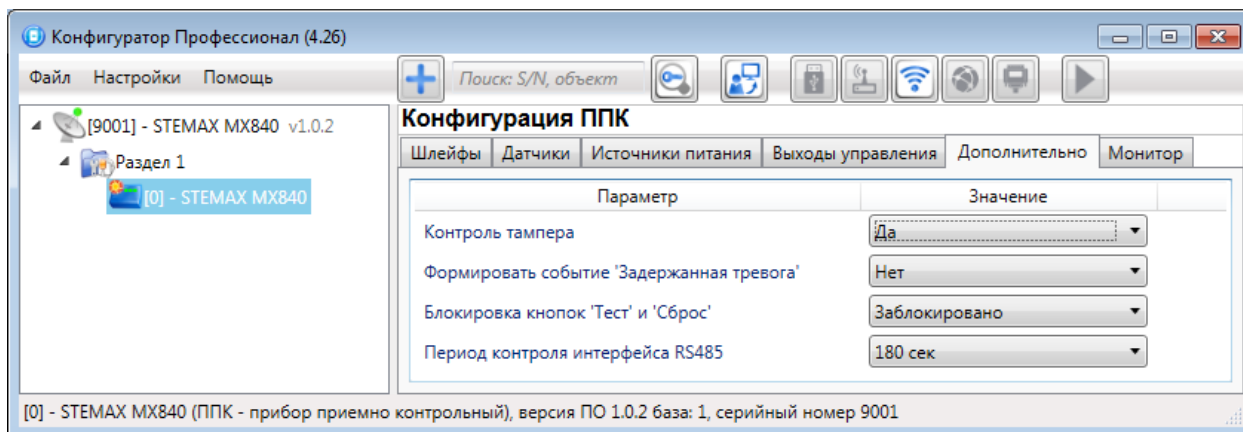 Конфигуратор Профессионал (4.26)
Файл Настройки Помощь Поиск: S/N, объект
[9001] - STEMAX MX840 v1.0.2
Раздел 1
[0] - STEMAX MX840
Конфигурация ППК
Шлейфы Датчики Источники питания Выходы управления Дополнительно Монитор
Параметр Значение
Контроль тампера Да
Формировать событие 'Задержанная тревога' Нет
Блокировка кнопок 'Тест' и 'Сброс' Заблокировано
Период контроля интерфейса RS485 180 сек
[0] - STEMAX MX840 (ППК - прибор приемно контрольный), версия ПО 1.0.2 база: 1, серийный номер 9001